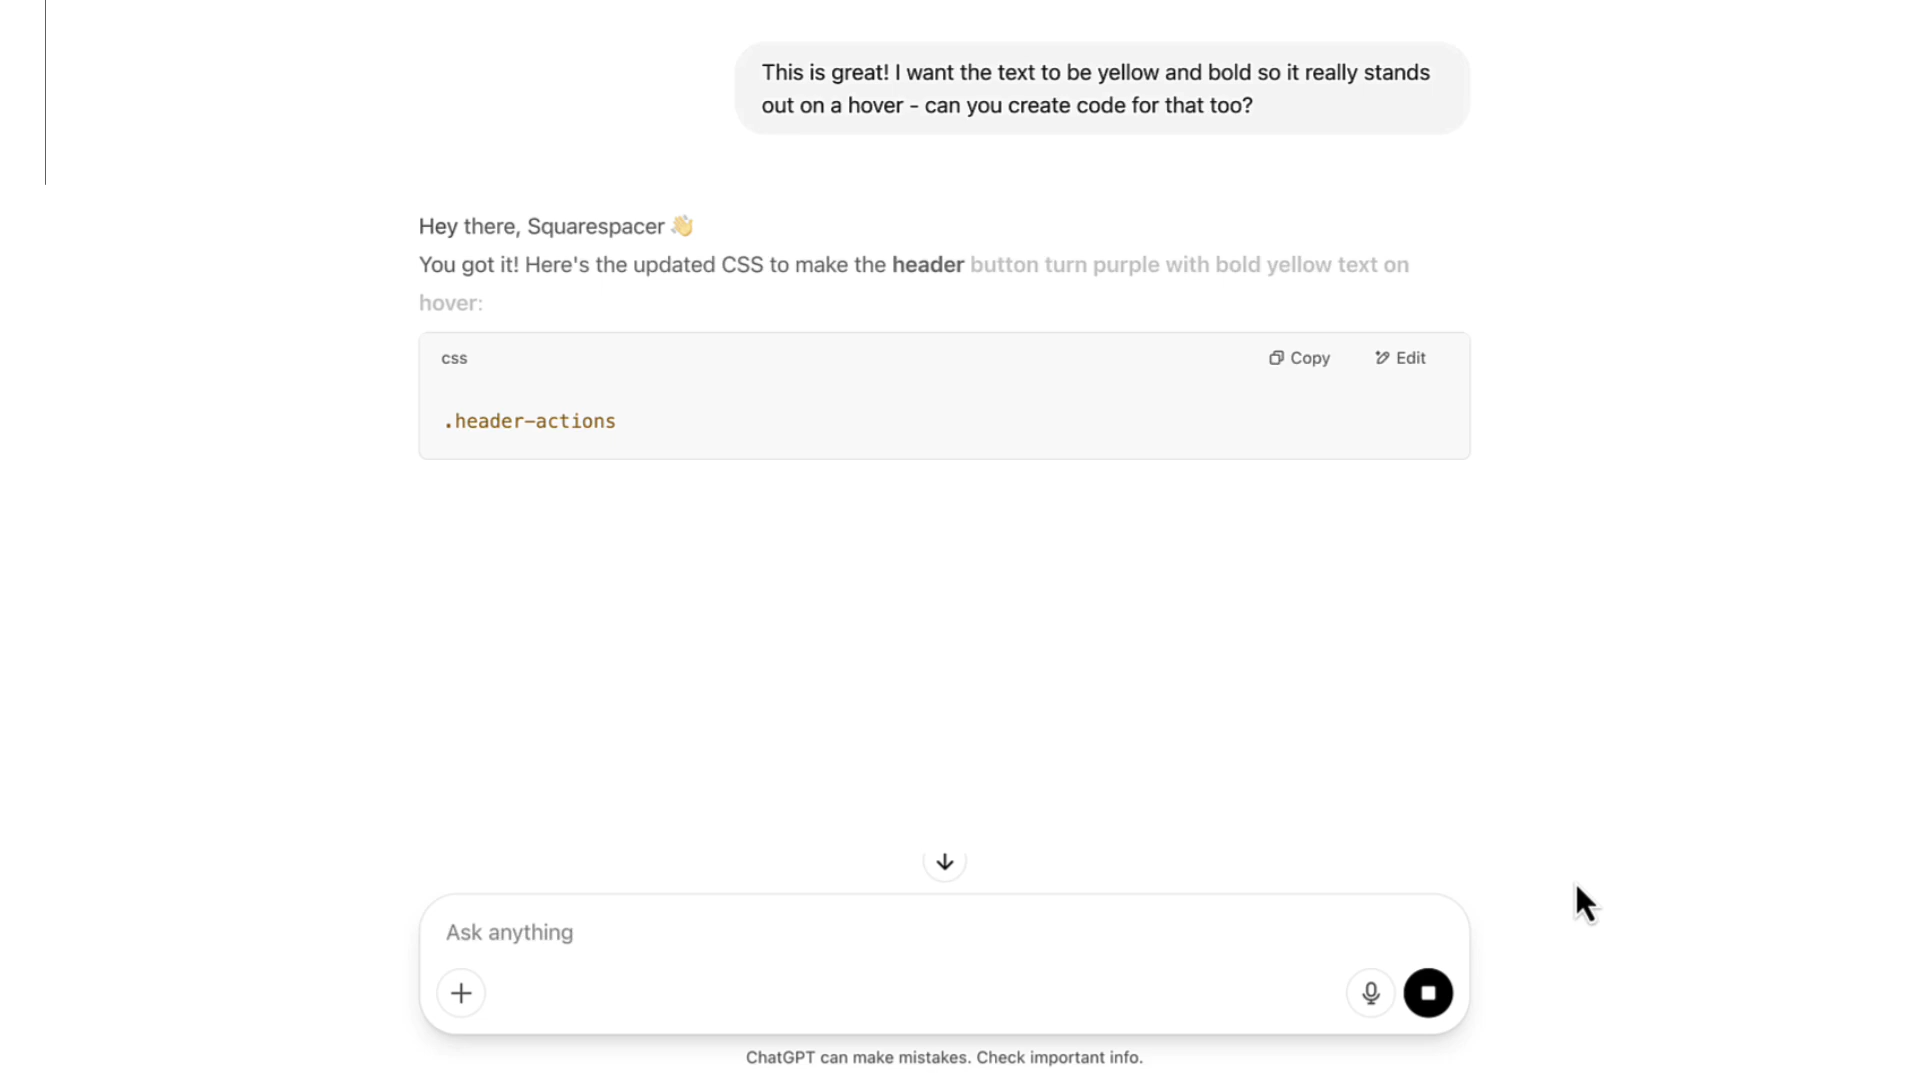 This is great! I want the text to be yellow and bold so it really stands
out on a hover - can you create code for that too?
Hey there, Squarespacer 👋
You got it! Here's the updated CSS to make the header button turn purple with bold yellow text on
hover:
css
Copy
Edit
.header-actions
Ask anything
ChatGPT can make mistakes. Check important info.